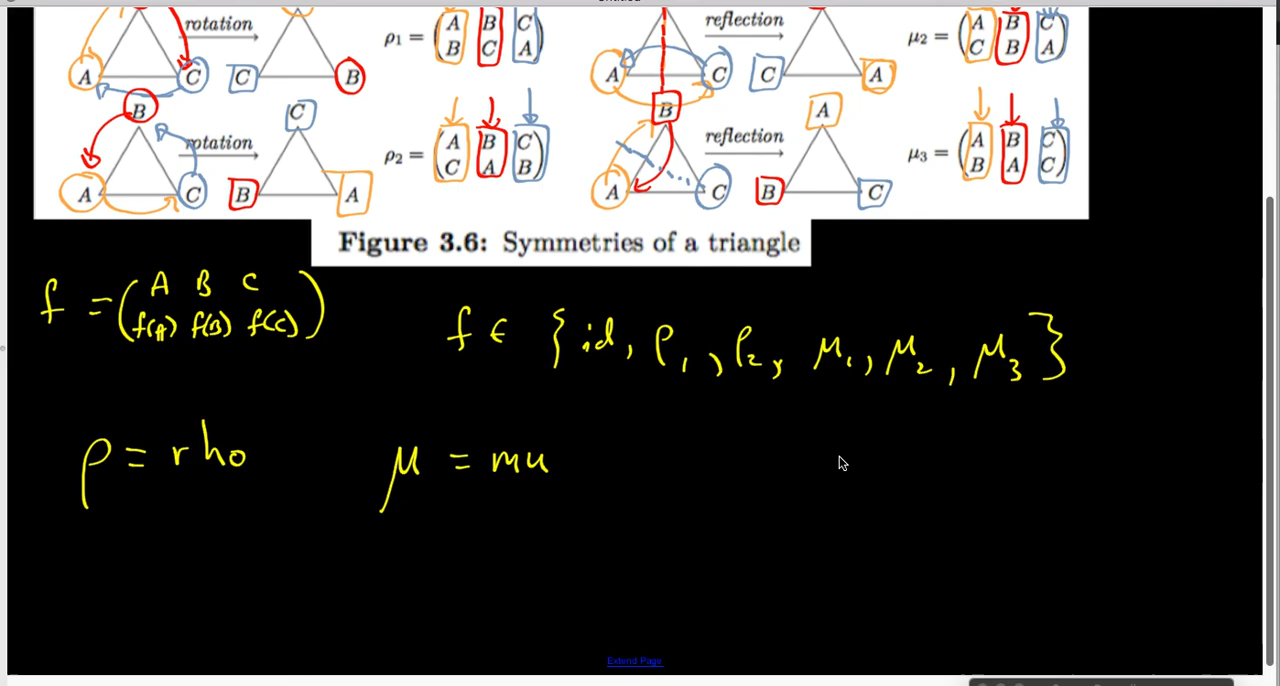 rotation
reflection
A C C B
ρ1 = (A B C / B C A)
A C C A
μ2 = (A B C / C B A)
B C B A
rotation
reflection
A C B A
ρ2 = (A B C / C A B)
A C B C
μ3 = (A B C / B A C)
Figure 3.6: Symmetries of a triangle
f = (A B C / f(A) f(B) f(C))
f ∈ {id, ρ1, ρ2, μ1, μ2, μ3}
ρ = rho
μ = mu
Extend Page